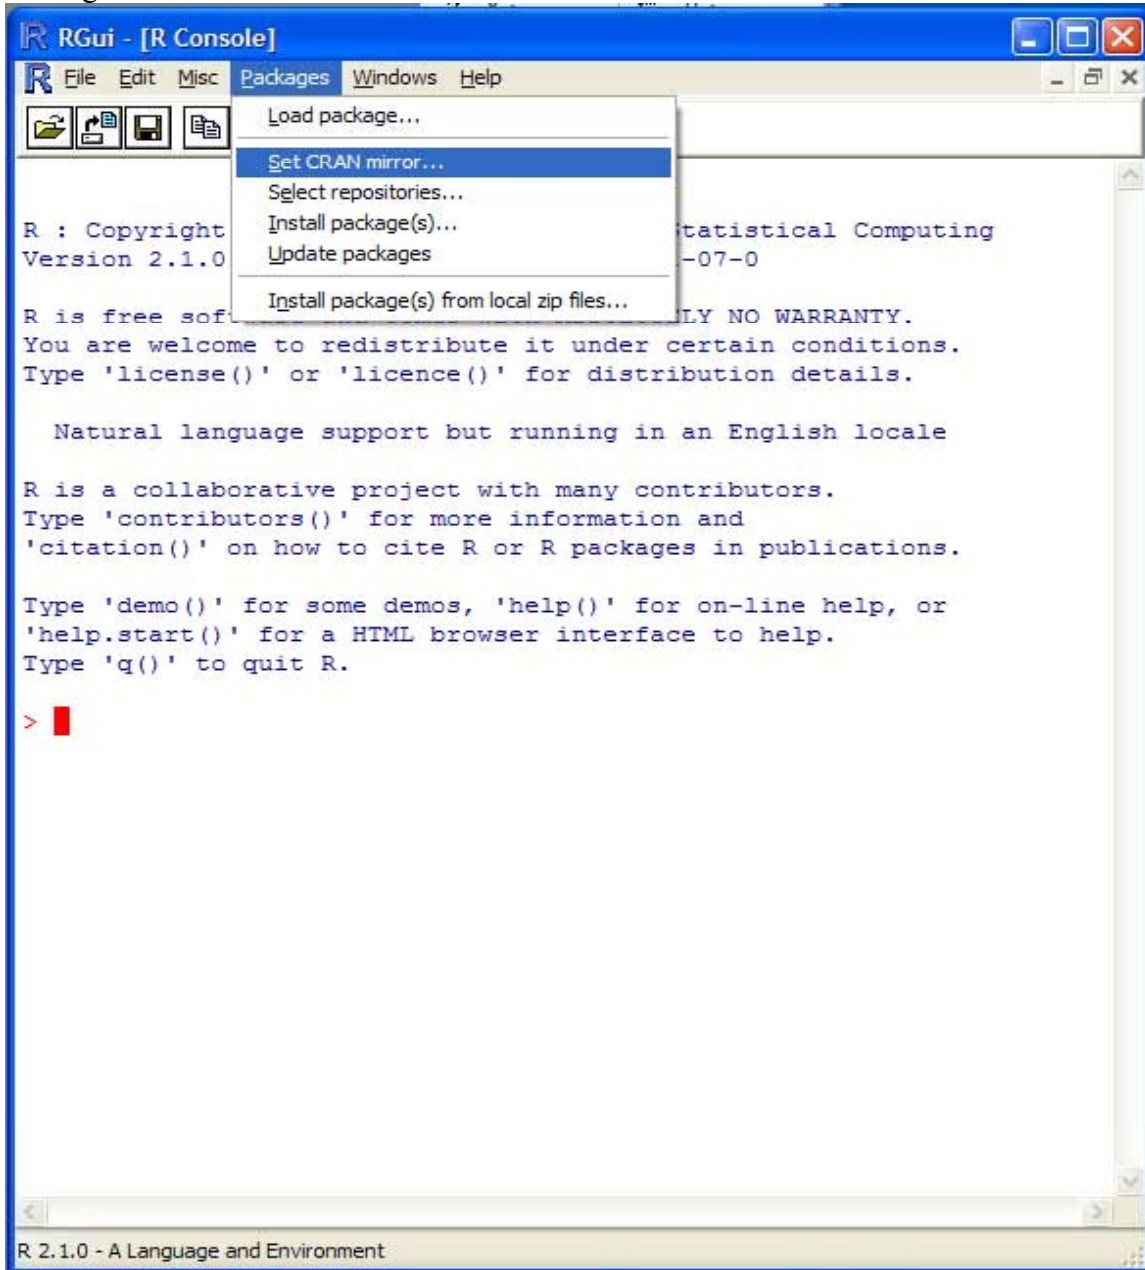 RGui - [R Console]
File Edit Misc Packages Windows Help
Load package...
Set CRAN mirror...
Select repositories...
Install package(s)...
Update packages
Install package(s) from local zip files...
R : Copyright tatistical Computing
Version 2.1.0 -07-0
R is free sof LY NO WARRANTY.
You are welcome to redistribute it under certain conditions.
Type 'license()' or 'licence()' for distribution details.
Natural language support but running in an English locale
R is a collaborative project with many contributors.
Type 'contributors()' for more information and
'citation()' on how to cite R or R packages in publications.
Type 'demo()' for some demos, 'help()' for on-line help, or
'help.start()' for a HTML browser interface to help.
Type 'q()' to quit R.
>
R 2.1.0 - A Language and Environment